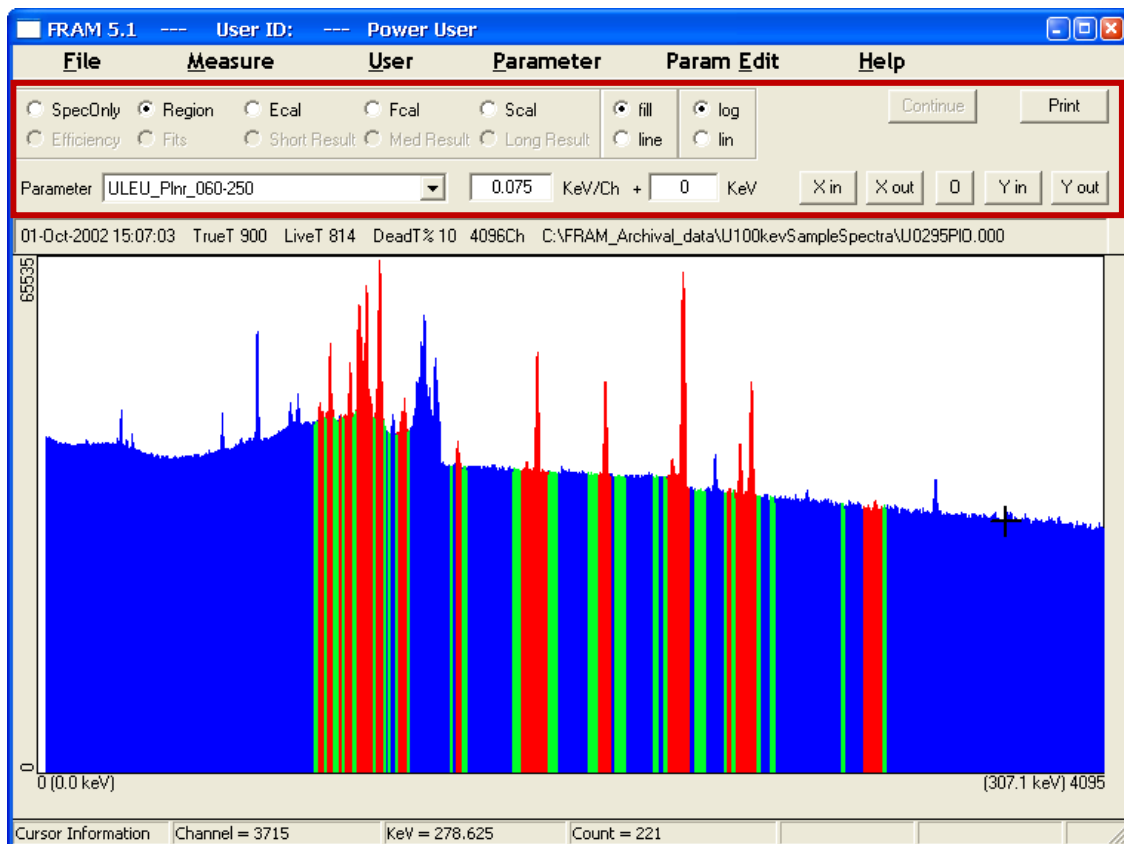 FRAM 5.1 --- User ID: --- Power User
File Measure User Parameter Param Edit Help
SpecOnly Region Ecal Fcal Scal fill log Continue Print
Efficiency Fits Short Result Med Result Long Result line lin
Parameter ULEU_Plnr_060-250 0.075 KeV/Ch + 0 KeV X in X out 0 Y in Y out
01-Oct-2002 15:07:03 TrueT 900 LiveT 814 DeadT% 10 4096Ch C:\FRAM_Archival_data\U100kevSampleSpectra\U0295PIO.000
65535
0
0 (0.0 keV) (307.1 keV) 4095
Cursor Information Channel = 3715 KeV = 278.625 Count = 221